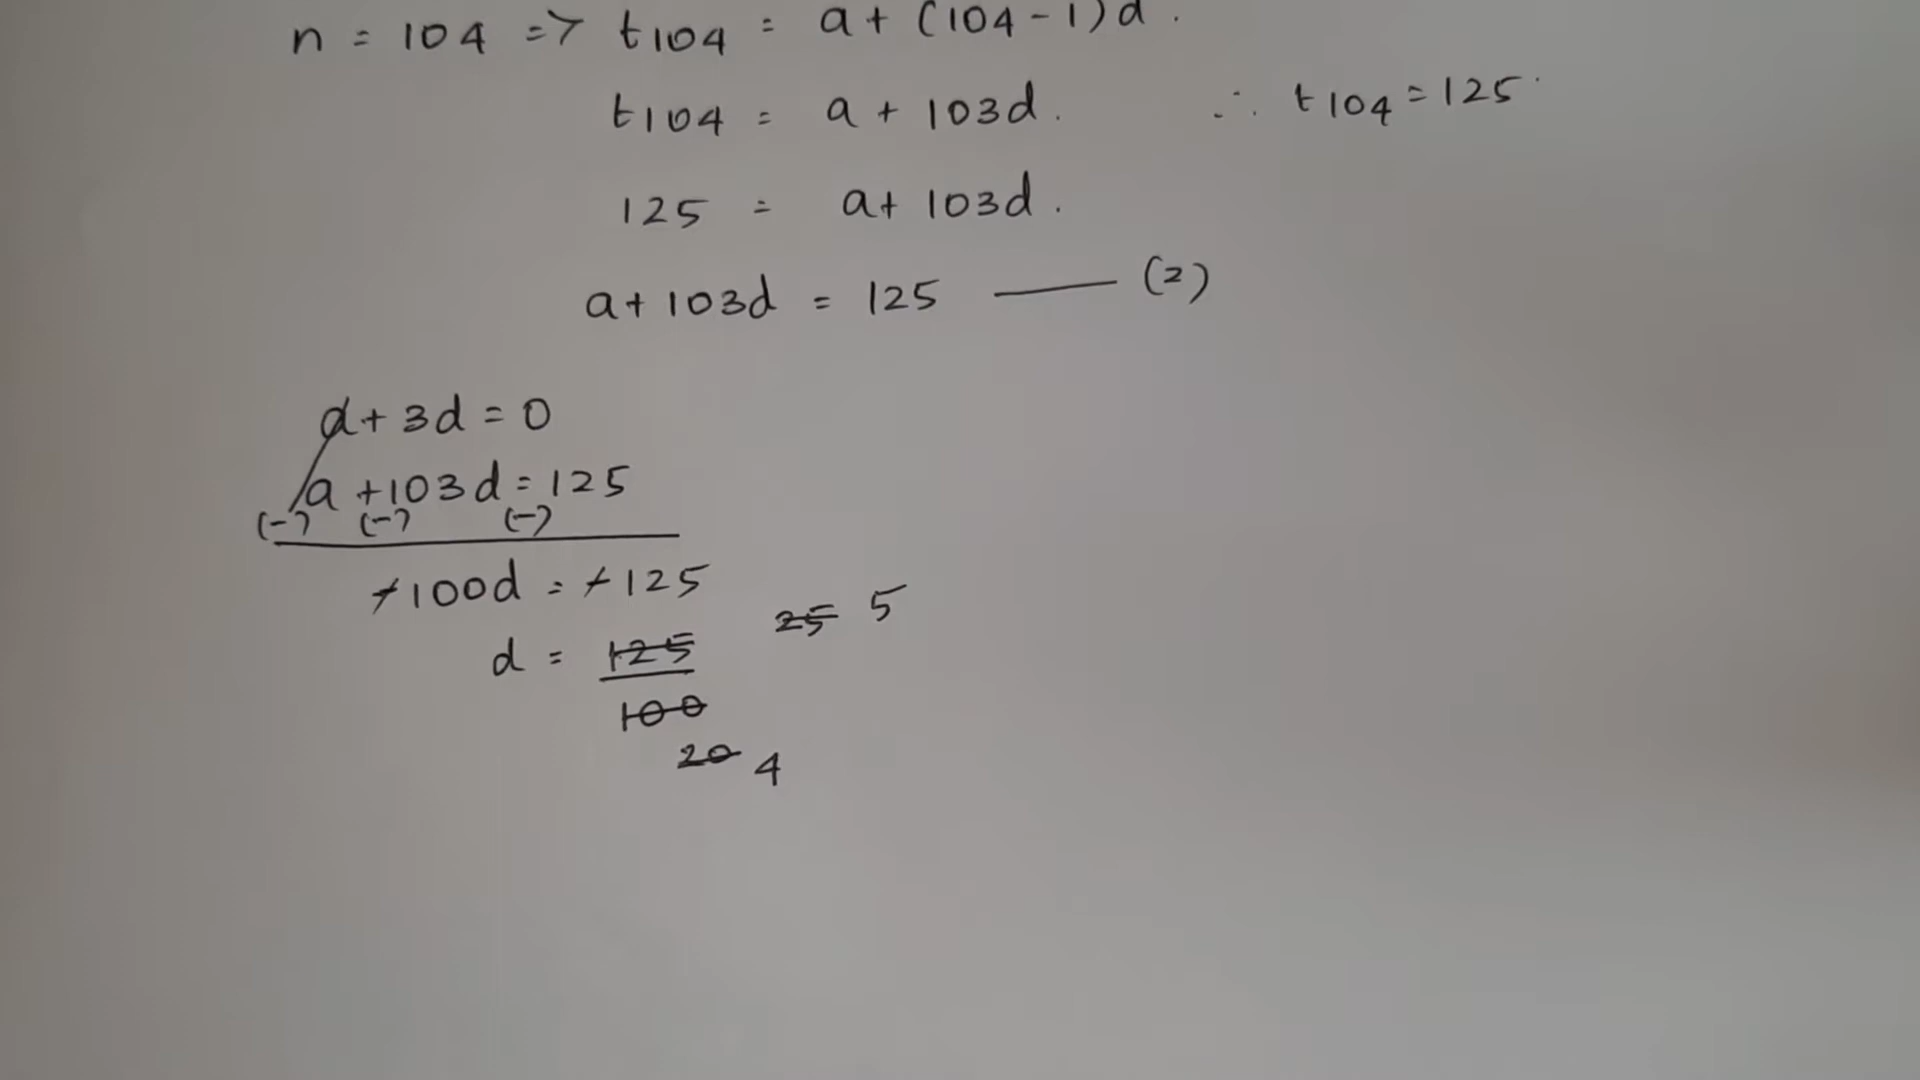 n = 104 => t104 = a + (104 - 1) d .
t104 = a + 103d . ∴ t104 = 125 .
125 = a + 103d .
a + 103d = 125 —— (2)
a + 3d = 0
a + 103d = 125
(-) (-) (-)
-100d = -125
d = 125 25 5
100
20 4